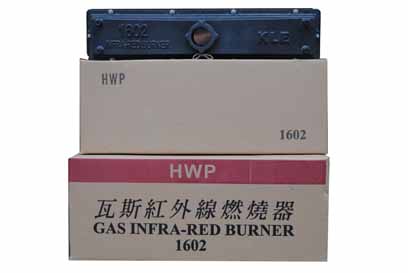 1602
INFRA-RED BURNER
KLB
HWP
1602
HWP
瓦斯紅外線燃燒器
GAS INFRA-RED BURNER
1602